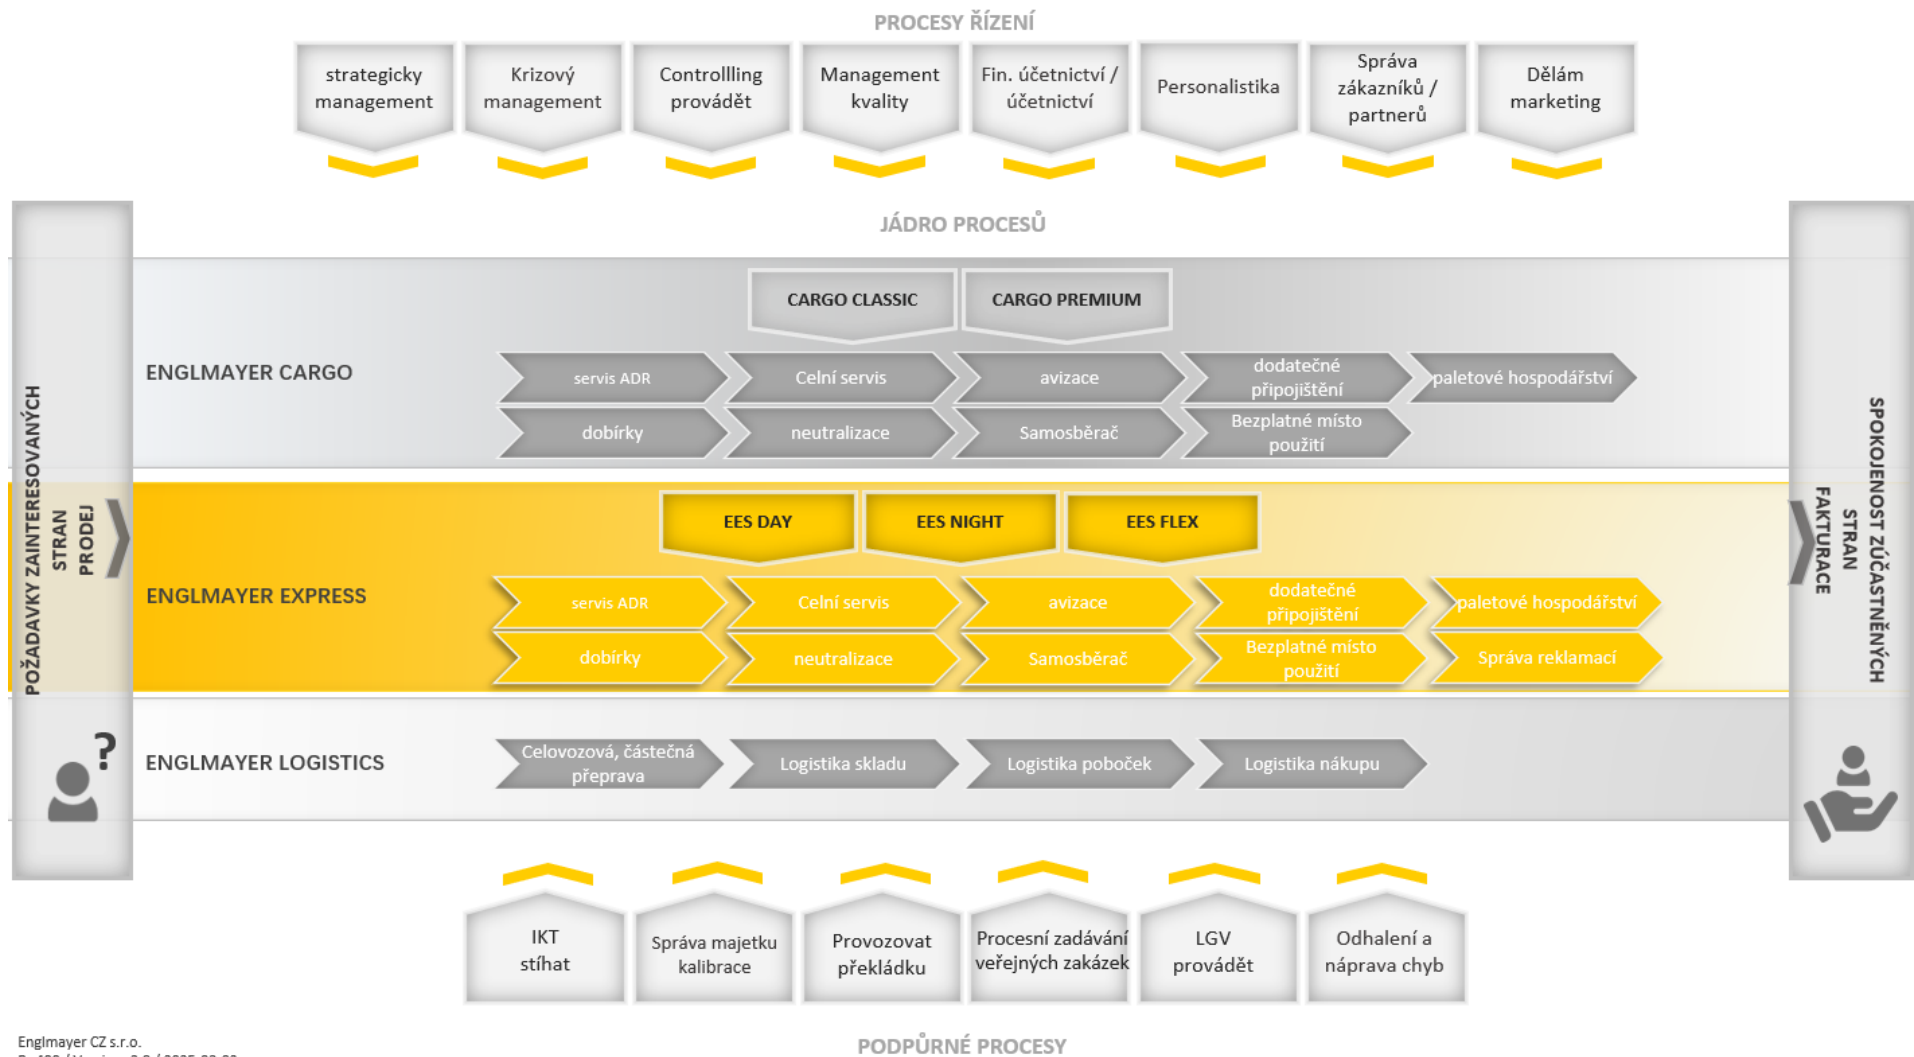 PROCESY ŘÍZENÍ
strategicky
management
Krizový
management
Controllling
provádět
Management
kvality
Fin. účetnictví /
účetnictví
Personalistika
Správa
zákazníků /
partnerů
Dělám
marketing
JÁDRO PROCESŮ
POŽADAVKY ZAINTERESOVANÝCH
STRAN
PRODEJ
?
CARGO CLASSIC
CARGO PREMIUM
ENGLMAYER CARGO
servis ADR
Celní servis
avizace
dodatečné
připojištění
paletové hospodářství
dobírky
neutralizace
Samosběrač
Bezplatné místo
použití
EES DAY
EES NIGHT
EES FLEX
ENGLMAYER EXPRESS
servis ADR
Celní servis
avizace
dodatečné
připojištění
paletové hospodářství
dobírky
neutralizace
Samosběrač
Bezplatné místo
použití
Správa reklamací
ENGLMAYER LOGISTICS
Celovozová, částečná
přeprava
Logistika skladu
Logistika poboček
Logistika nákupu
SPOKOJENOST ZÚČASTNĚNÝCH
STRAN
FAKTURACE
IKT
stíhat
Správa majetku
kalibrace
Provozovat
překládku
Procesní zadávání
veřejných zakázek
LGV
provádět
Odhalení a
náprava chyb
PODPŮRNÉ PROCESY
Englmayer CZ s.r.o.